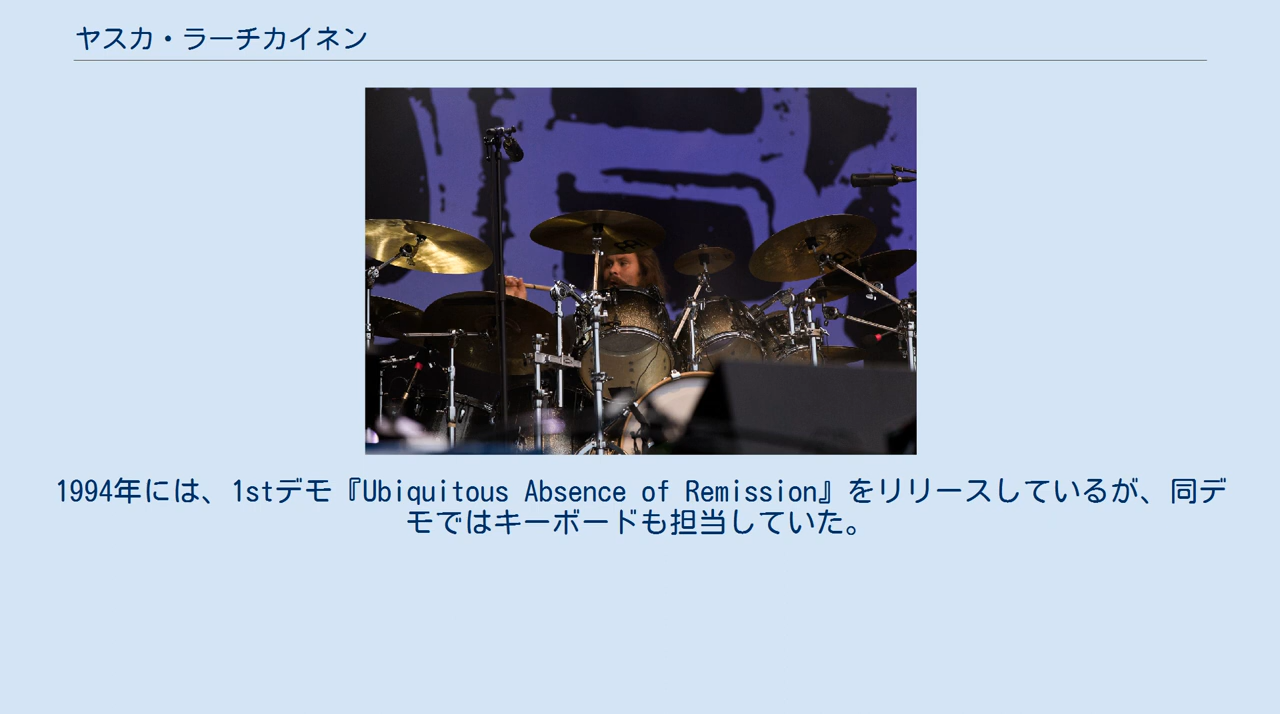 ヤスカ・ラーチカイネン
1994年には、1stデモ『Ubiquitous Absence of Remission』をリリースしているが、同デ
モではキーボードも担当していた。